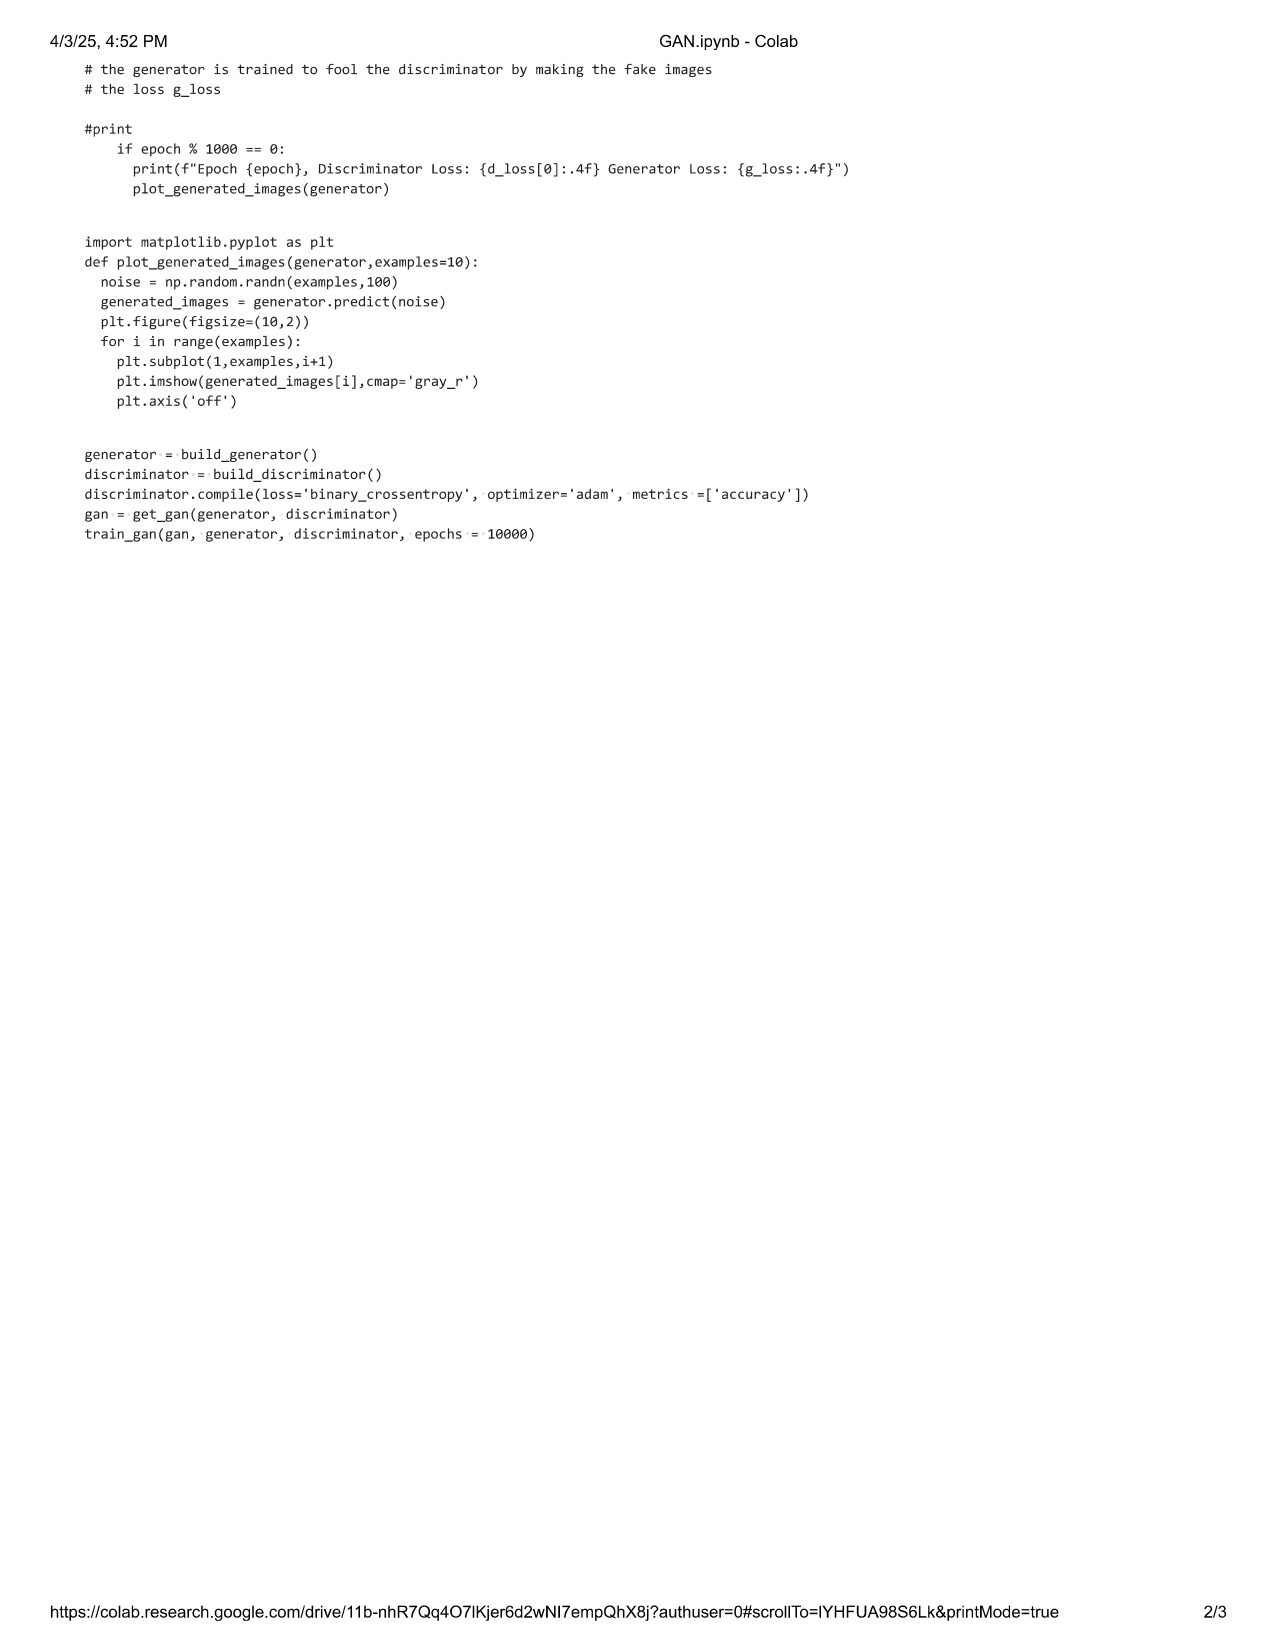 4/3/25, 4:52 PM GAN.ipynb - Colab
# the generator is trained to fool the discriminator by making the fake images
# the loss g_loss
#print
    if epoch % 1000 == 0:
      print(f"Epoch {epoch}, Discriminator Loss: {d_loss[0]:.4f} Generator Loss: {g_loss:.4f}")
      plot_generated_images(generator)
import matplotlib.pyplot as plt
def plot_generated_images(generator,examples=10):
  noise = np.random.randn(examples,100)
  generated_images = generator.predict(noise)
  plt.figure(figsize=(10,2))
  for i in range(examples):
    plt.subplot(1,examples,i+1)
    plt.imshow(generated_images[i],cmap='gray_r')
    plt.axis('off')
generator = build_generator()
discriminator = build_discriminator()
discriminator.compile(loss='binary_crossentropy', optimizer='adam', metrics =['accuracy'])
gan = get_gan(generator, discriminator)
train_gan(gan, generator, discriminator, epochs = 10000)
https://colab.research.google.com/drive/11b-nhR7Qq4O7lKjer6d2wNI7empQhX8j?authuser=0#scrollTo=lYHFUA98S6Lk&printMode=true 2/3